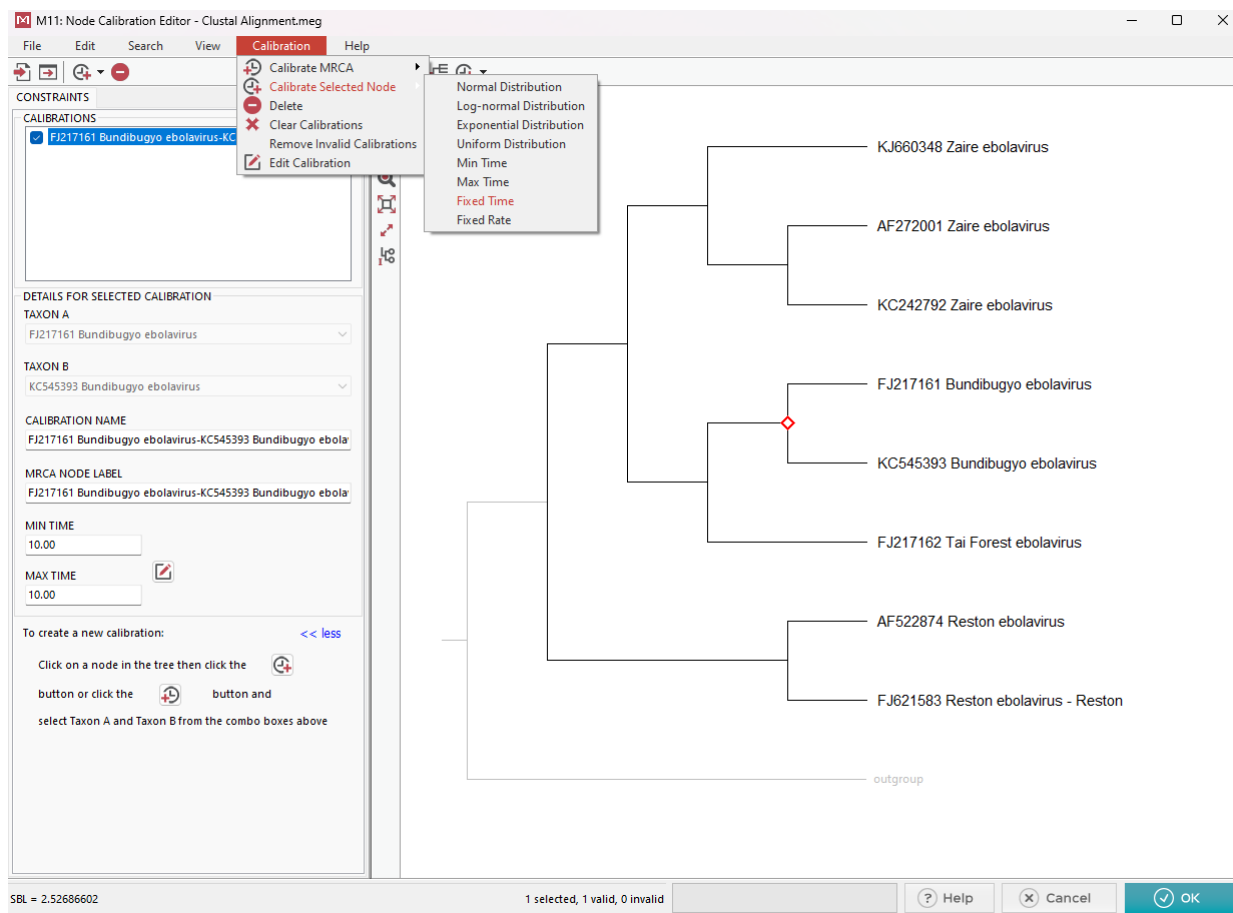 M11: Node Calibration Editor - Clustal Alignment.meg
File Edit Search View Calibration Help
CONSTRAINTS
CALIBRATIONS
FJ217161 Bundibugyo ebolavirus-KC
Calibrate MRCA
Calibrate Selected Node
Delete
Clear Calibrations
Remove Invalid Calibrations
Edit Calibration
Normal Distribution
Log-normal Distribution
Exponential Distribution
Uniform Distribution
Min Time
Max Time
Fixed Time
Fixed Rate
DETAILS FOR SELECTED CALIBRATION
TAXON A
FJ217161 Bundibugyo ebolavirus
TAXON B
KC545393 Bundibugyo ebolavirus
CALIBRATION NAME
FJ217161 Bundibugyo ebolavirus-KC545393 Bundibugyo ebola
MRCA NODE LABEL
FJ217161 Bundibugyo ebolavirus-KC545393 Bundibugyo ebola
MIN TIME
10.00
MAX TIME
10.00
To create a new calibration: << less
Click on a node in the tree then click the
button or click the button and
select Taxon A and Taxon B from the combo boxes above
KJ660348 Zaire ebolavirus
AF272001 Zaire ebolavirus
KC242792 Zaire ebolavirus
FJ217161 Bundibugyo ebolavirus
KC545393 Bundibugyo ebolavirus
FJ217162 Tai Forest ebolavirus
AF522874 Reston ebolavirus
FJ621583 Reston ebolavirus - Reston
outgroup
SBL = 2.52686602 1 selected, 1 valid, 0 invalid Help Cancel OK